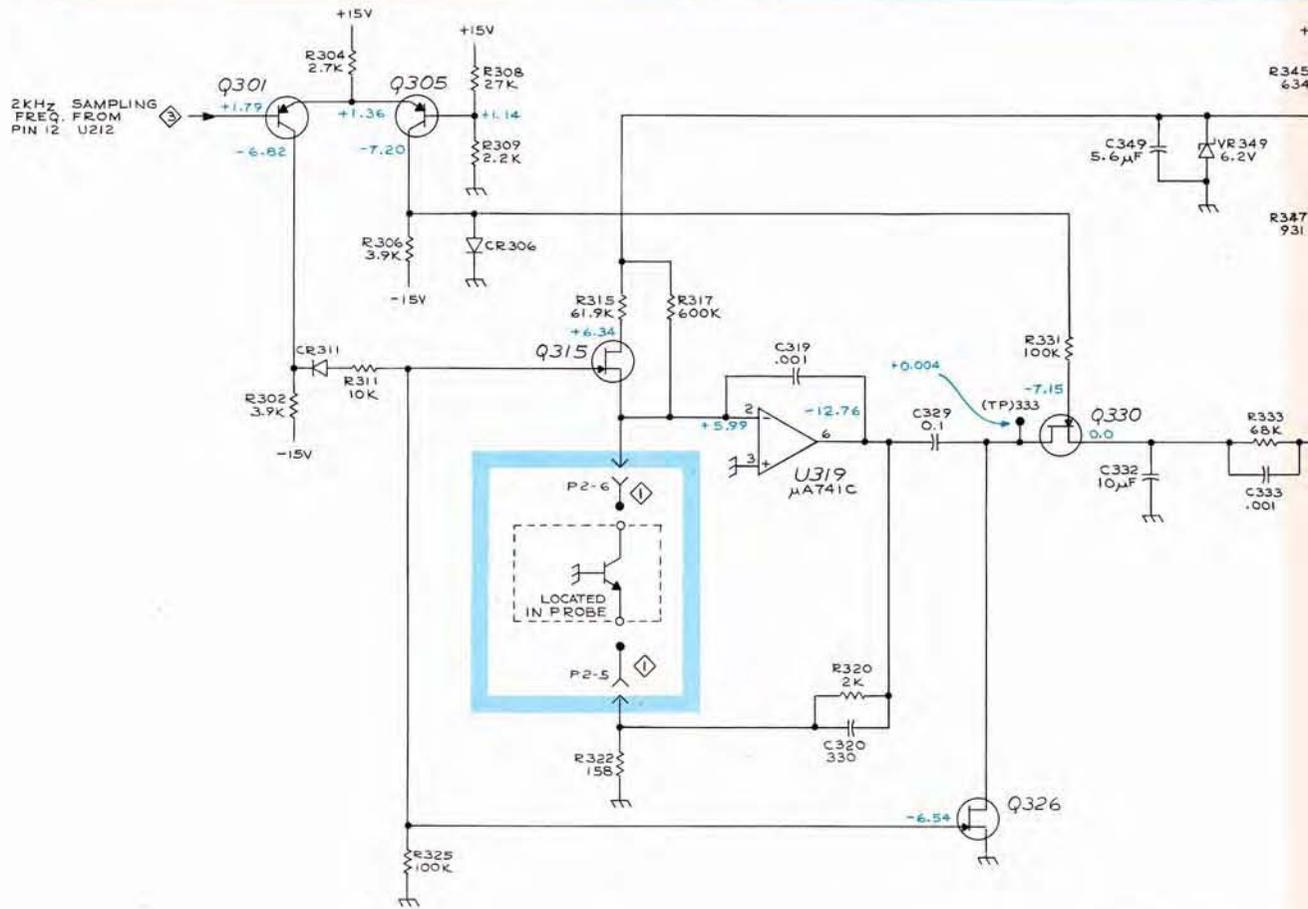 +15V
R304
2.7K
+15V
Q301
Q305
R308
27K
2KHz SAMPLING
FREQ. FROM
PIN 12 U212
3
+1.79
+1.36
+1.14
-6.82
-7.20
R309
2.2K
R306
3.9K
CR306
-15V
C349
5.6µF
VR349
6.2V
+
R345
634
R347
931
R315
61.9K
R317
600K
+6.34
Q315
CR311
R311
10K
R302
3.9K
-15V
C319
.001
2
+5.99
-12.76
6
3
U319
µA741C
C329
0.1
+0.004
(TP)333
R331
100K
-7.15
Q330
0.0
C332
10µF
R333
68K
C333
.001
P2-6
1
LOCATED
IN PROBE
P2-5
1
R320
2K
C320
330
R322
158
-6.54
Q326
R325
100K